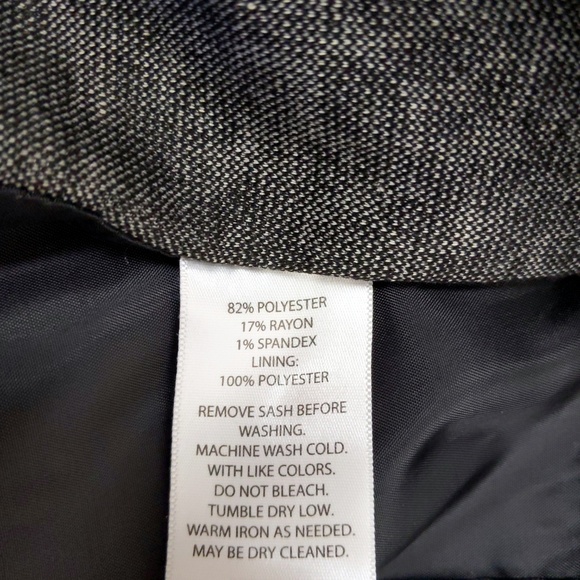 82% POLYESTER
17% RAYON
1% SPANDEX
LINING:
100% POLYESTER
REMOVE SASH BEFORE
WASHING.
MACHINE WASH COLD.
WITH LIKE COLORS.
DO NOT BLEACH.
TUMBLE DRY LOW.
WARM IRON AS NEEDED.
MAY BE DRY CLEANED.